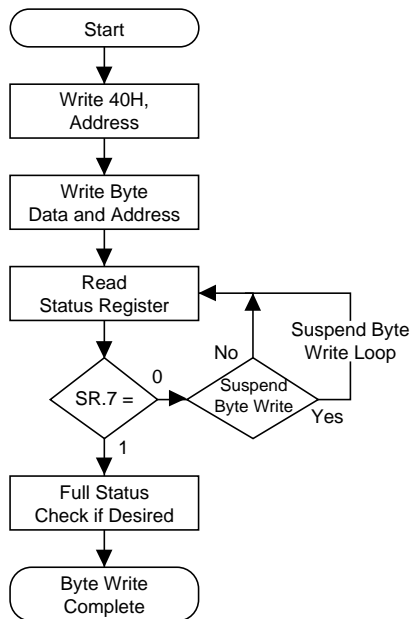 Start
Write 40H,
Address
Write Byte
Data and Address
Read
Status Register
Suspend Byte
Write Loop
No
SR.7 =
0
Suspend
Byte Write
Yes
1
Full Status
Check if Desired
Byte Write
Complete